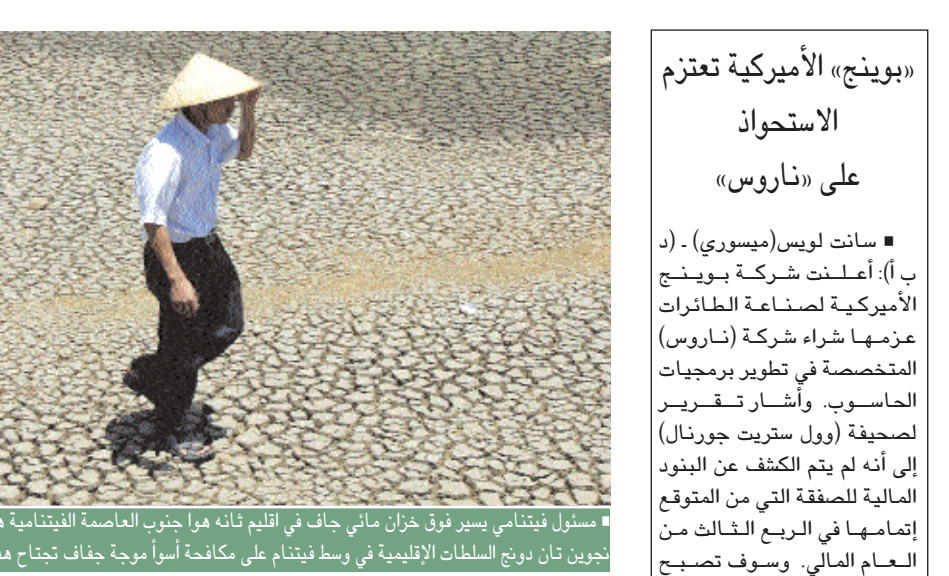 «بوينج» الأميركية تعتزم
الاستحواذ
على «ناروس»
■ سانت لويس(ميسوري) ـ (د
ب أ): أعلنت شركة بوينج
الأميركية لصناعة الطائرات
عزمها شراء شركة (ناروس)
المتخصصة في تطوير برمجيات
الحاسوب. وأشار تقرير
لصحيفة (وول ستريت جورنال)
إلى أنه لم يتم الكشف عن البنود
المالية للصفقة التي من المتوقع
إتمامها في الربع الثالث من
العام المالي. وسوف تصبح
■ مسئول فيتنامي يسير فوق خزان مائي جاف في اقليم ثانه هوا جنوب العاصمة الفيتنامية
نجوين تان دونج السلطات الإقليمية في وسط فيتنام على مكافحة أسوأ موجة جفاف تجتاح